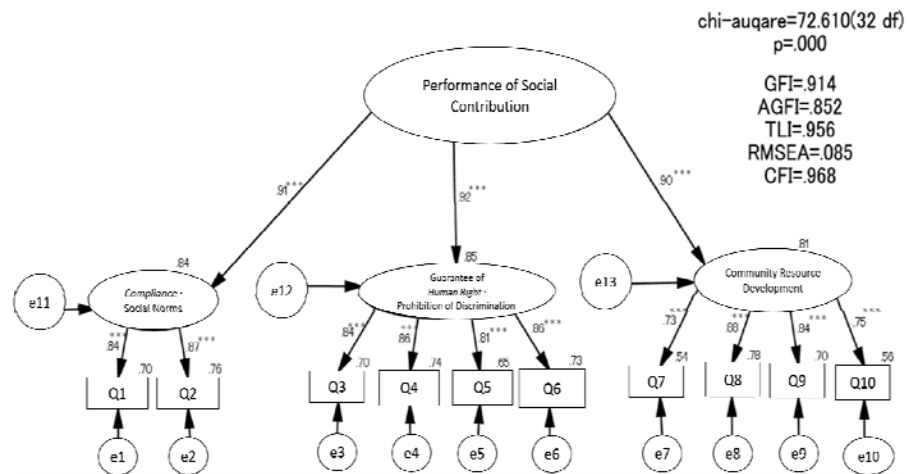 chi-auqare=72.610(32 df)
p=.000
GFI=.914
AGFI=.852
TLI=.956
RMSEA=.085
CFI=.968
Performance of Social
Contribution
.91***
.92***
.90***
.84
.85
.81
e11
Compliance・
Social Norms
e12
Guarantee of
Human Right・
Prohibition of Discrimination
e13
Community Resource
Development
.84***
.87***
.84***
.86***
.81***
.86***
.73***
.88***
.84***
.75***
.70
.76
.70
.74
.65
.73
.54
.78
.70
.56
Q1
Q2
Q3
Q4
Q5
Q6
Q7
Q8
Q9
Q10
e1
e2
e3
e4
e5
e6
e7
e8
e9
e10